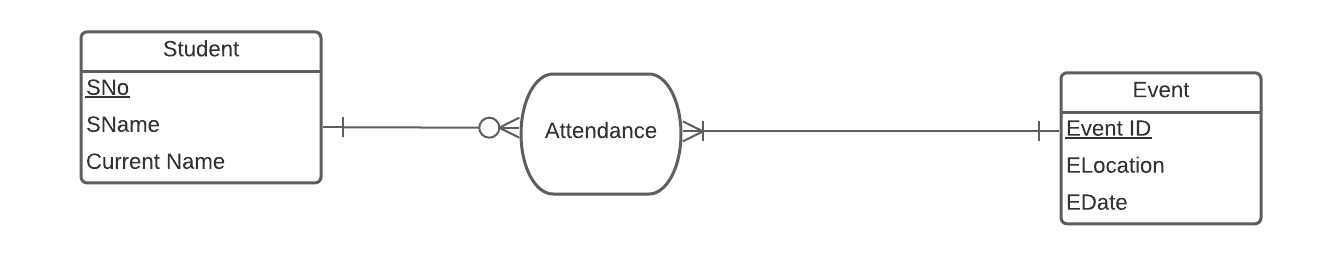 Student
SNo
SName
Current Name
Attendance
Event
Event ID
ELocation
EDate